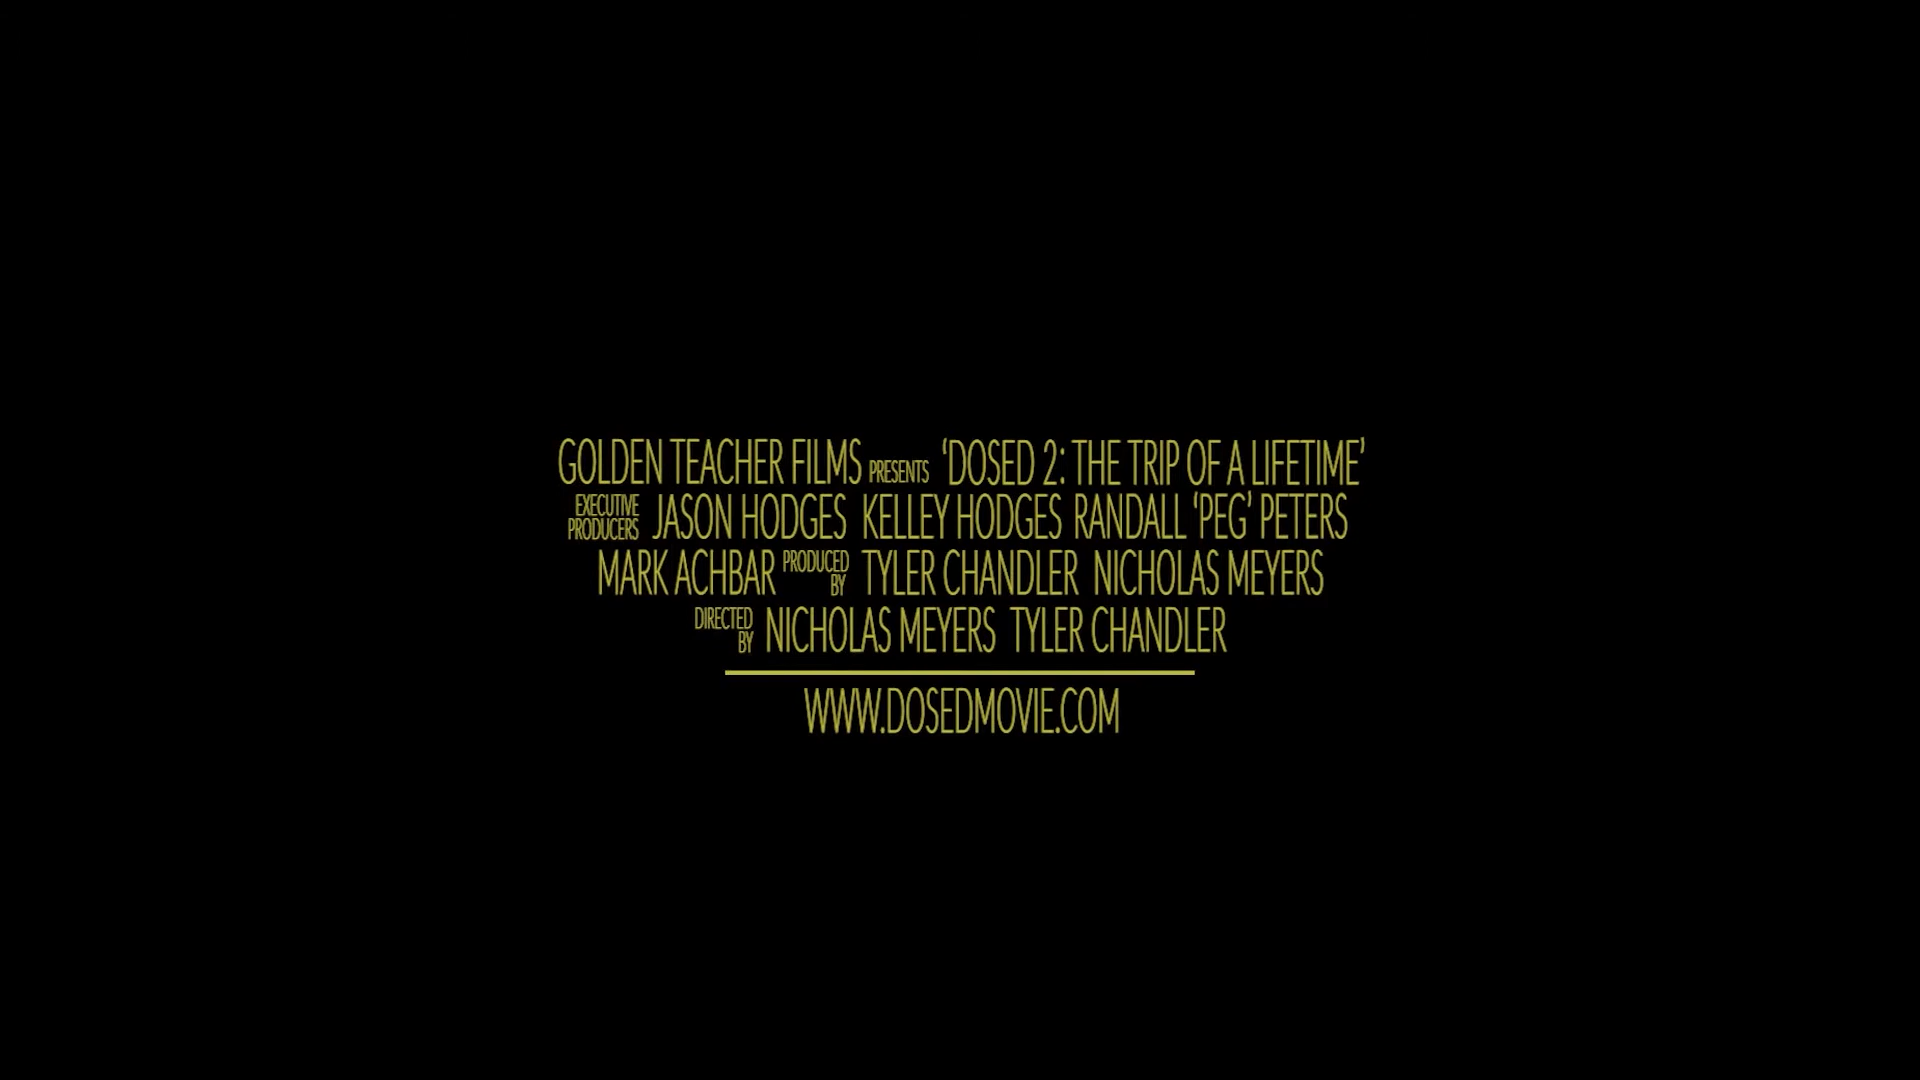 GOLDEN TEACHER FILMS PRESENTS ‘DOSED 2: THE TRIP OF A LIFETIME’
EXECUTIVE PRODUCERS JASON HODGES KELLEY HODGES RANDALL ‘PEG’ PETERS
MARK ACHBAR PRODUCED BY TYLER CHANDLER NICHOLAS MEYERS
DIRECTED BY NICHOLAS MEYERS TYLER CHANDLER
WWW.DOSEDMOVIE.COM